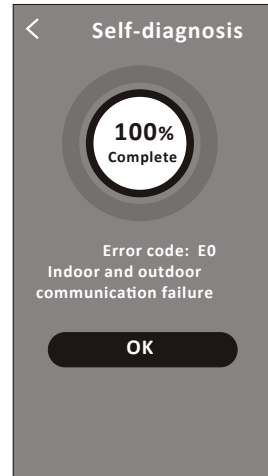 Self-diagnosis
100%
Complete
Error code: E0
Indoor and outdoor
communication failure
OK